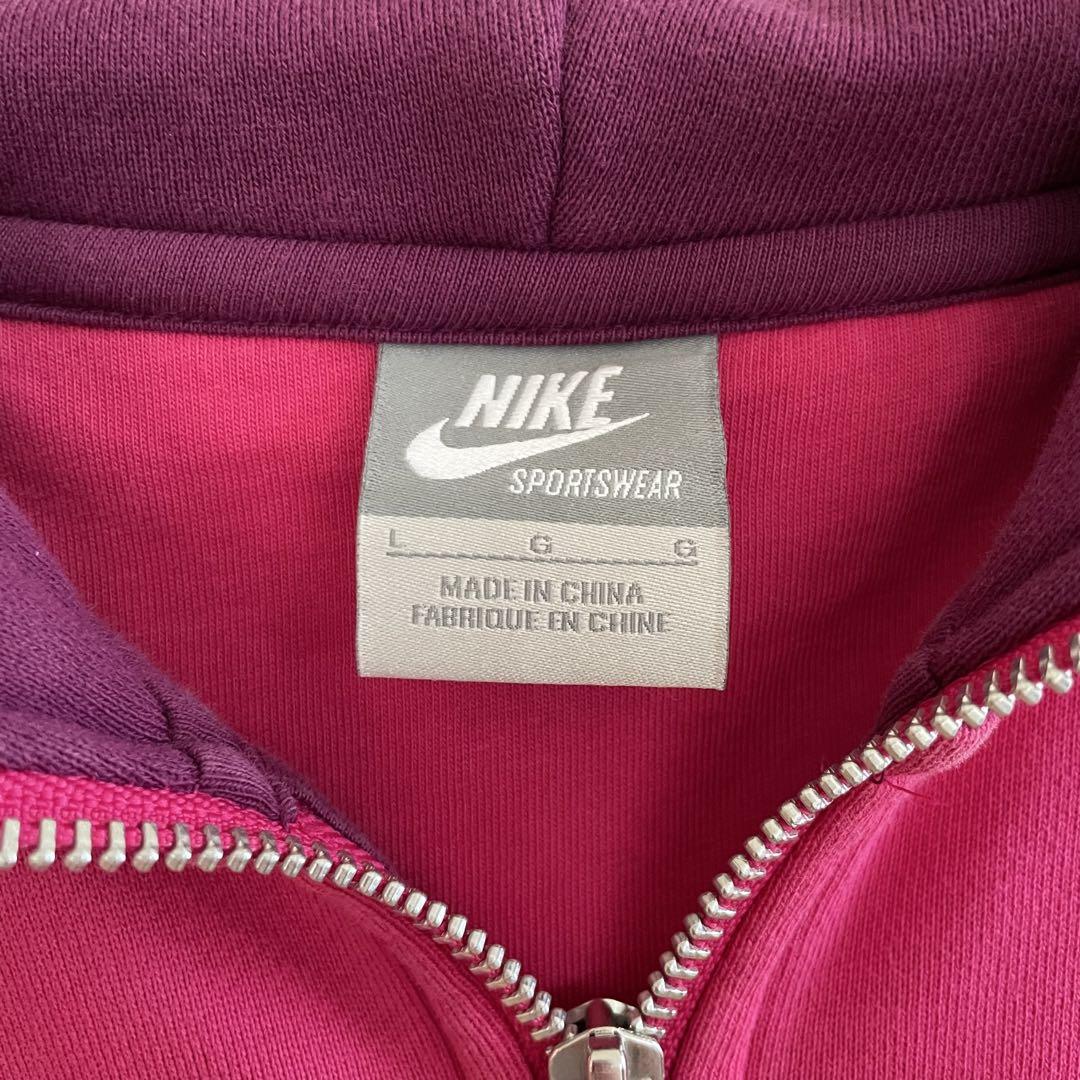 NIKE
SPORTSWEAR
L G G
MADE IN CHINA
FABRIQUE EN CHINE